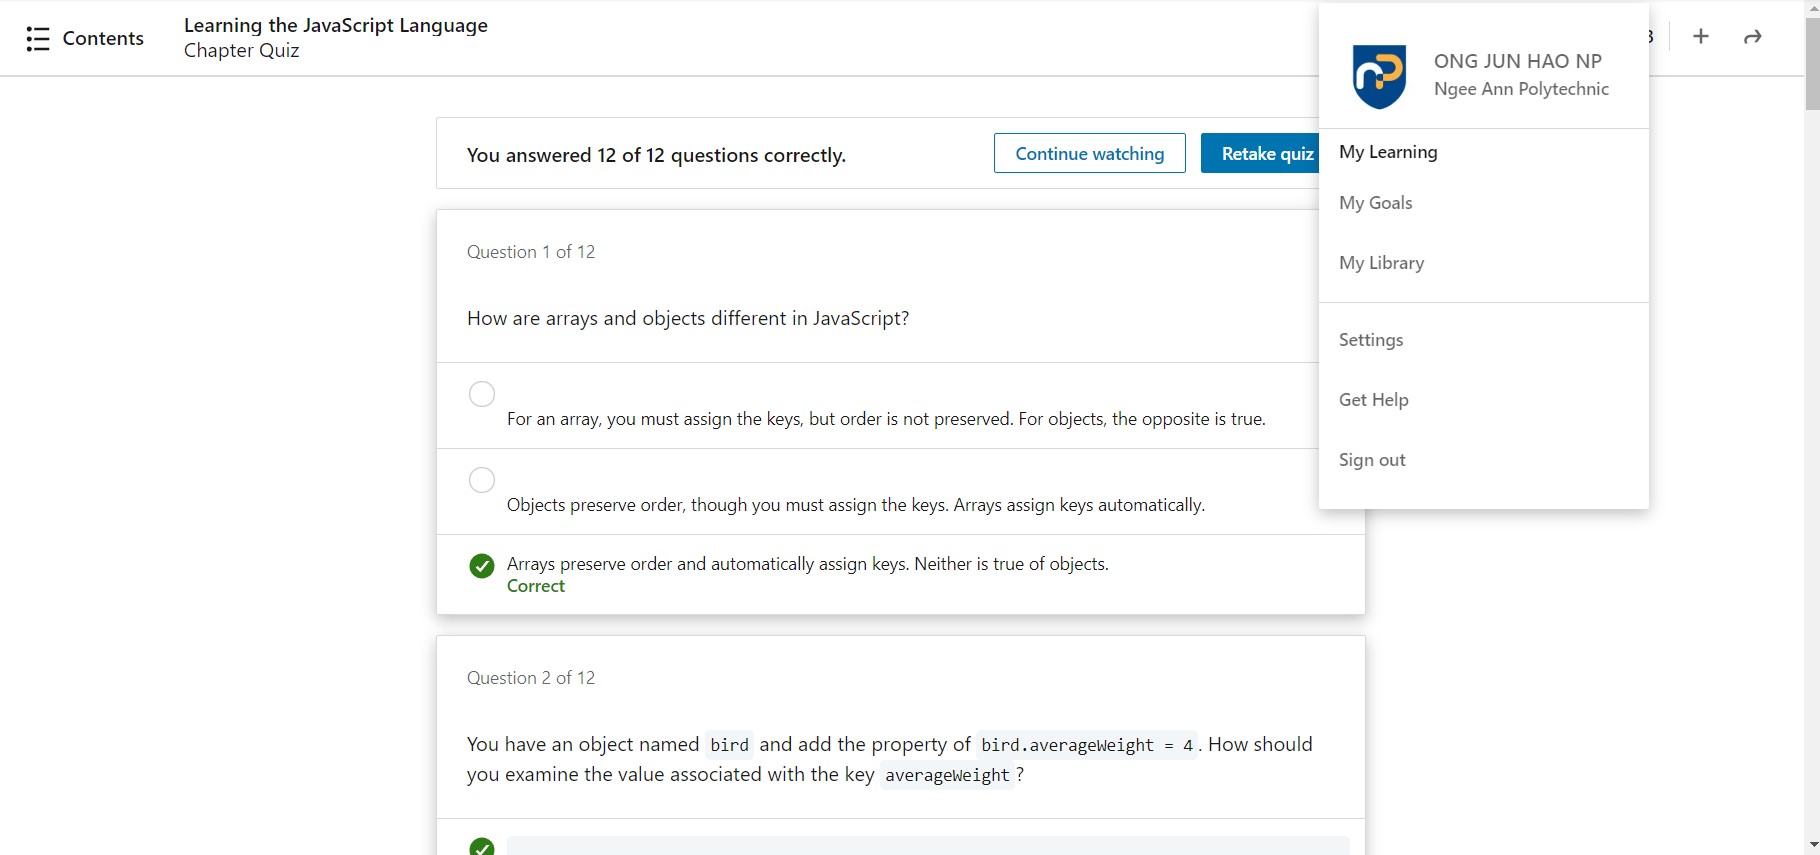 Contents
Learning the JavaScript Language
Chapter Quiz
ONG JUN HAO NP
Ngee Ann Polytechnic
My Learning
My Goals
My Library
Settings
Get Help
Sign out
You answered 12 of 12 questions correctly.
Continue watching
Retake quiz
Question 1 of 12
How are arrays and objects different in JavaScript?
For an array, you must assign the keys, but order is not preserved. For objects, the opposite is true.
Objects preserve order, though you must assign the keys. Arrays assign keys automatically.
Arrays preserve order and automatically assign keys. Neither is true of objects.
Correct
Question 2 of 12
You have an object named bird and add the property of bird.averageWeight = 4. How should
you examine the value associated with the key averageWeight?